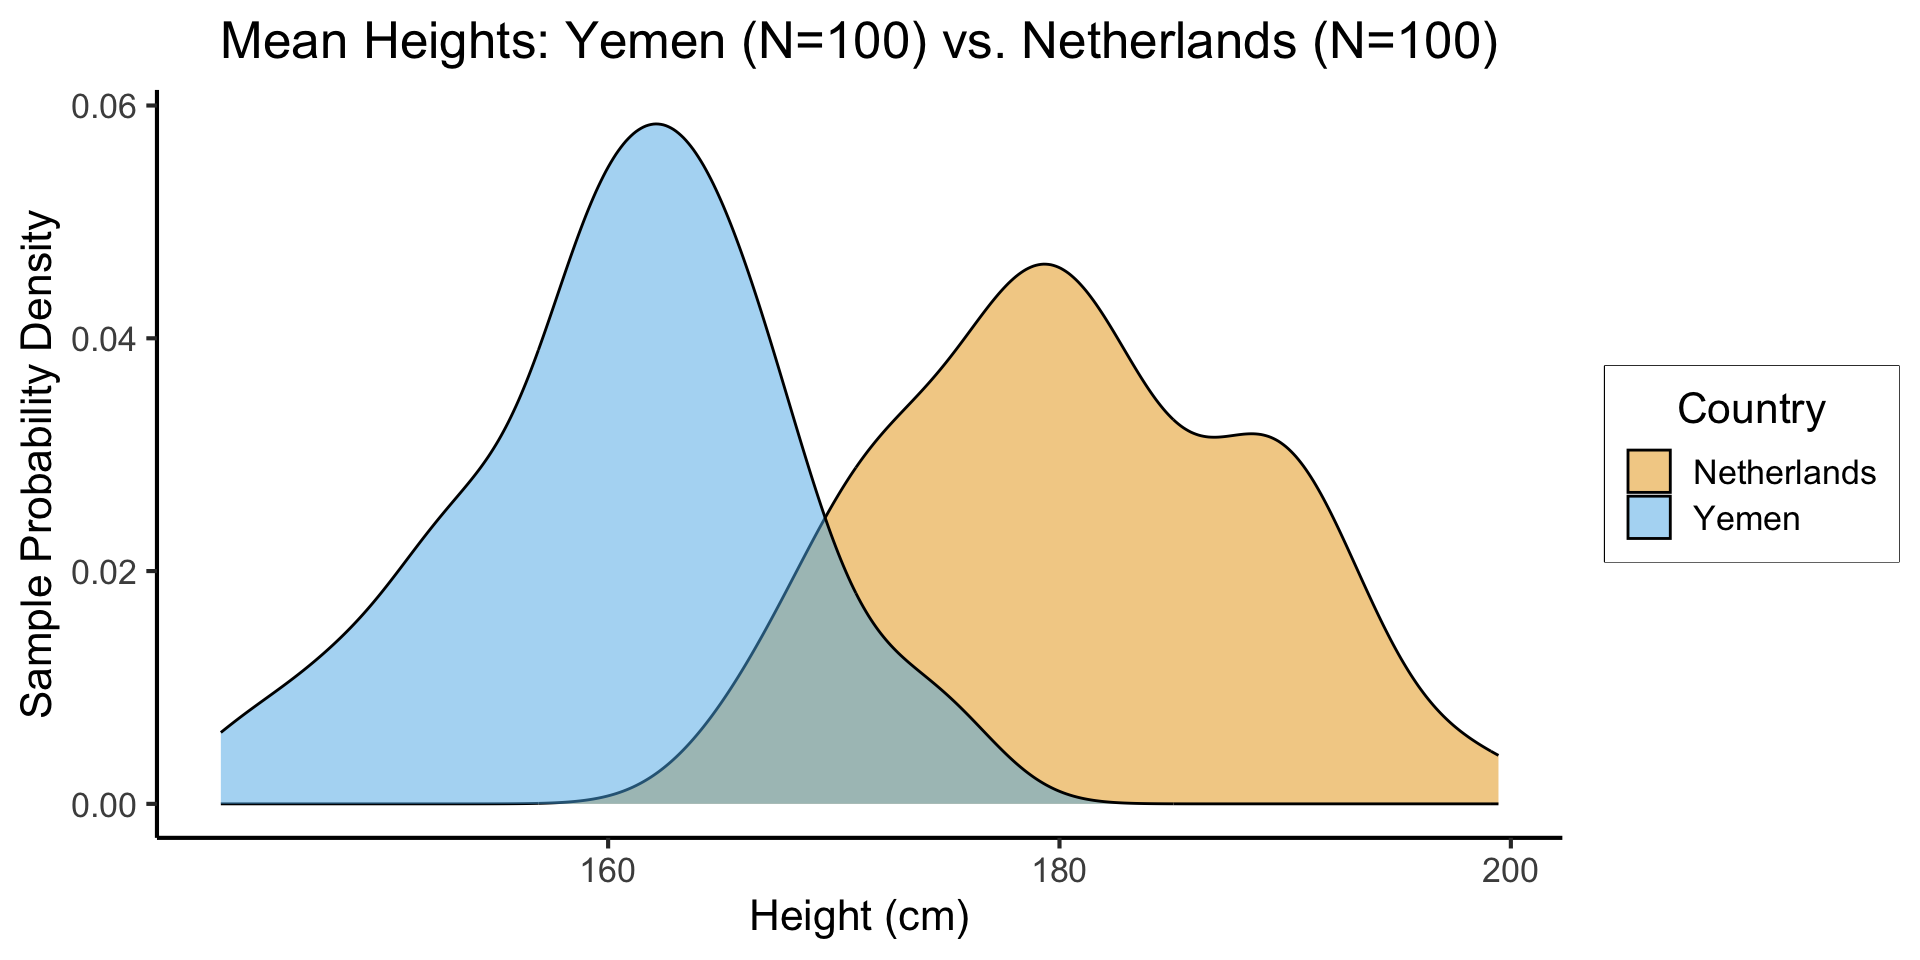 Mean Heights: Yemen (N=100) vs. Netherlands (N=100)
Sample Probability Density
0.06
0.04
0.02
0.00
160
180
200
Height (cm)
Country
Netherlands
Yemen